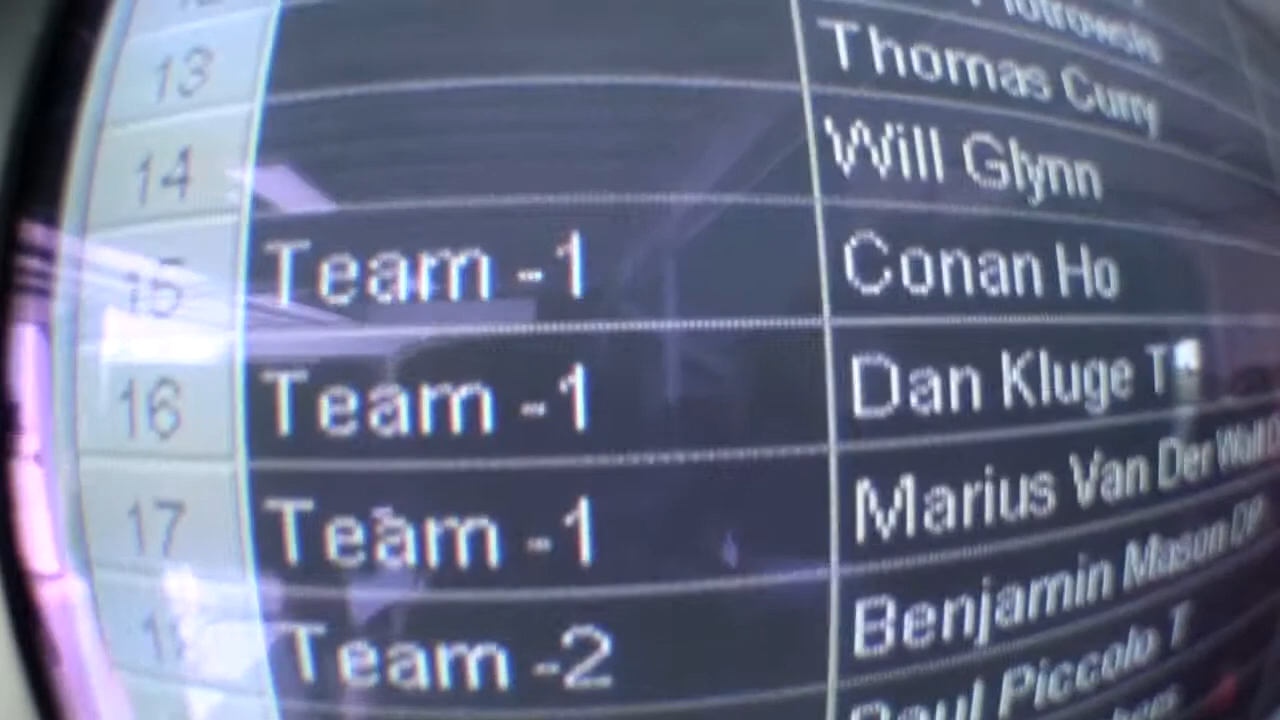 13 Thomas Curry
14 Will Glynn
15 Team -1 Conan Ho
16 Team -1 Dan Kluge T
17 Team -1 Marius Van Der
Team -2 Benjamin Mason DP
Paul Piccolo T